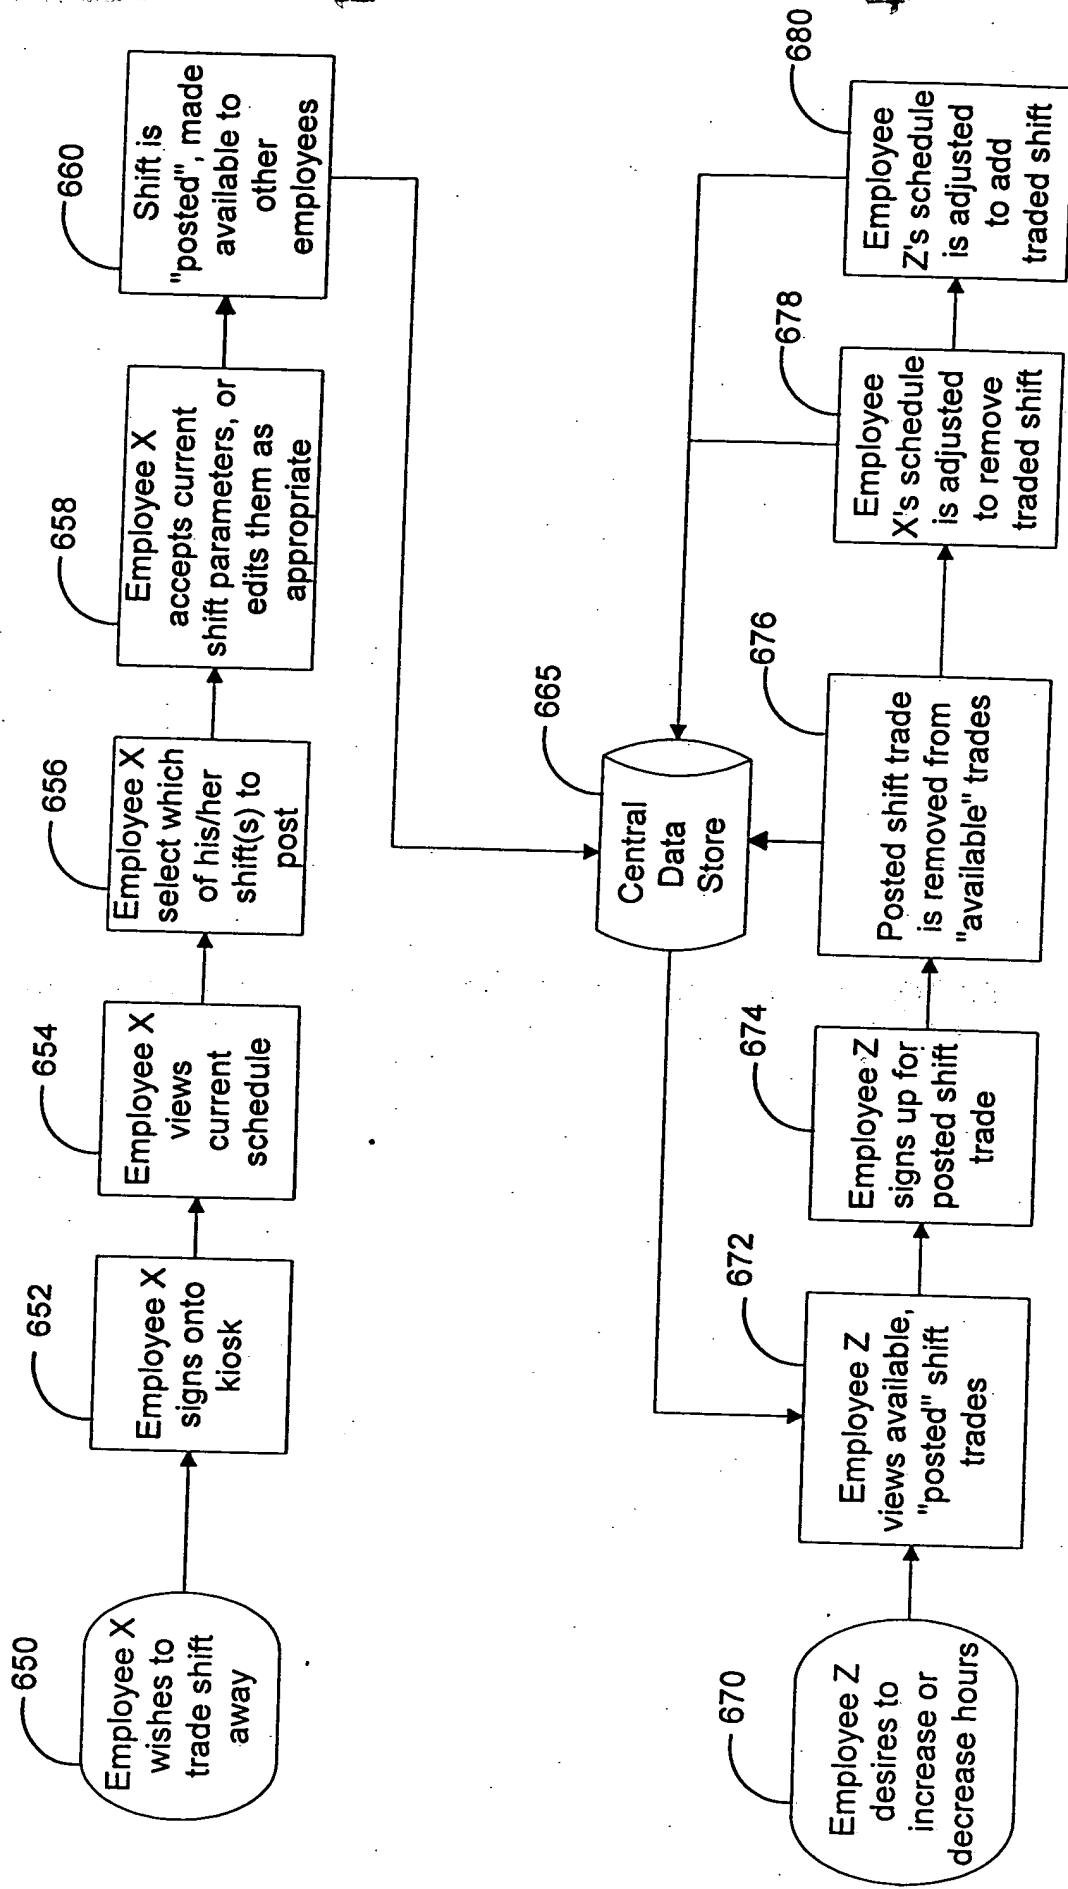 650
Employee X
wishes to
trade shift
away
652
Employee X
signs onto
kiosk
654
Employee X
views
current
schedule
656
Employee X
select which
of his/her
shift(s) to
post
658
Employee X
accepts current
shift parameters, or
edits them as
appropriate
660
Shift is
"posted", made
available to
other
employees
665
Central
Data
Store
670
Employee Z
desires to
increase or
decrease hours
672
Employee Z
views available,
"posted" shift
trades
674
Employee Z
signs up for
posted shift
trade
676
Posted shift trade
is removed from
"available" trades
678
Employee
X's schedule
is adjusted
to remove
traded shift
680
Employee
Z's schedule
is adjusted
to add
traded shift